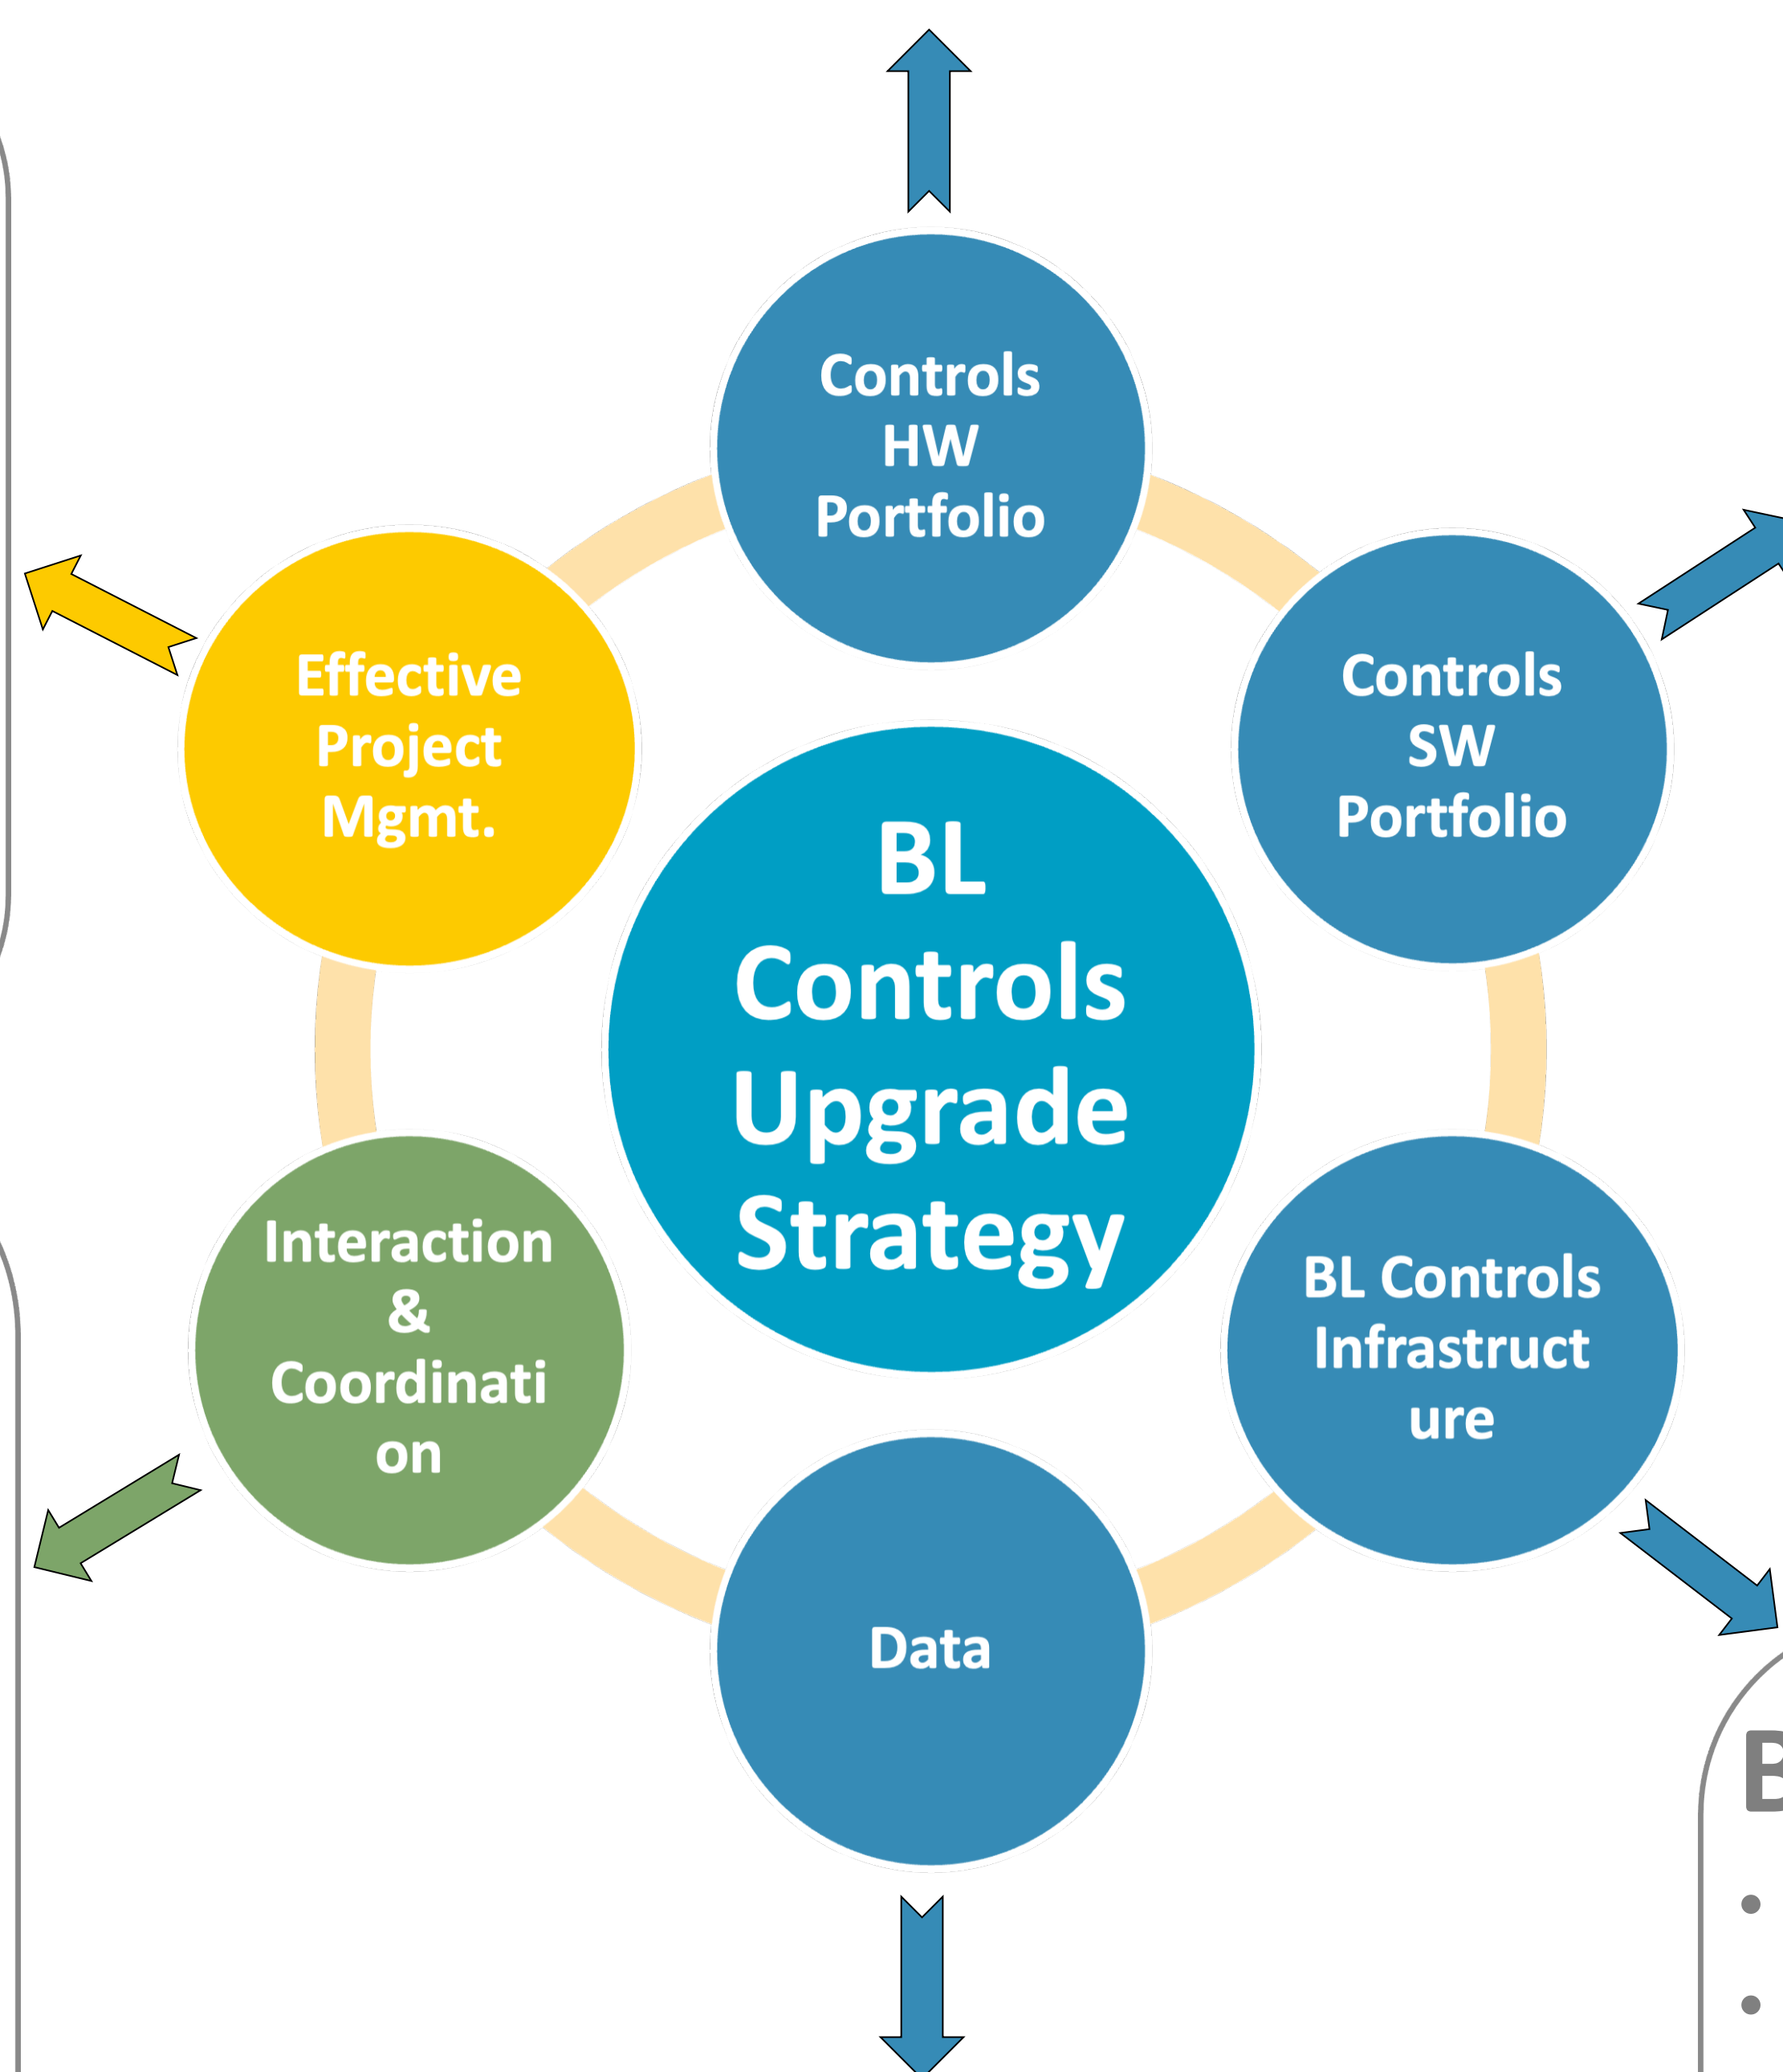 Controls
HW
Portfolio
Effective
Project
Mgmt.
Controls
SW
Portfolio
BL
Controls
Upgrade
Strategy
Interaction
&
Coordinati
on
BL Controls
Infrastruct
ure
Data